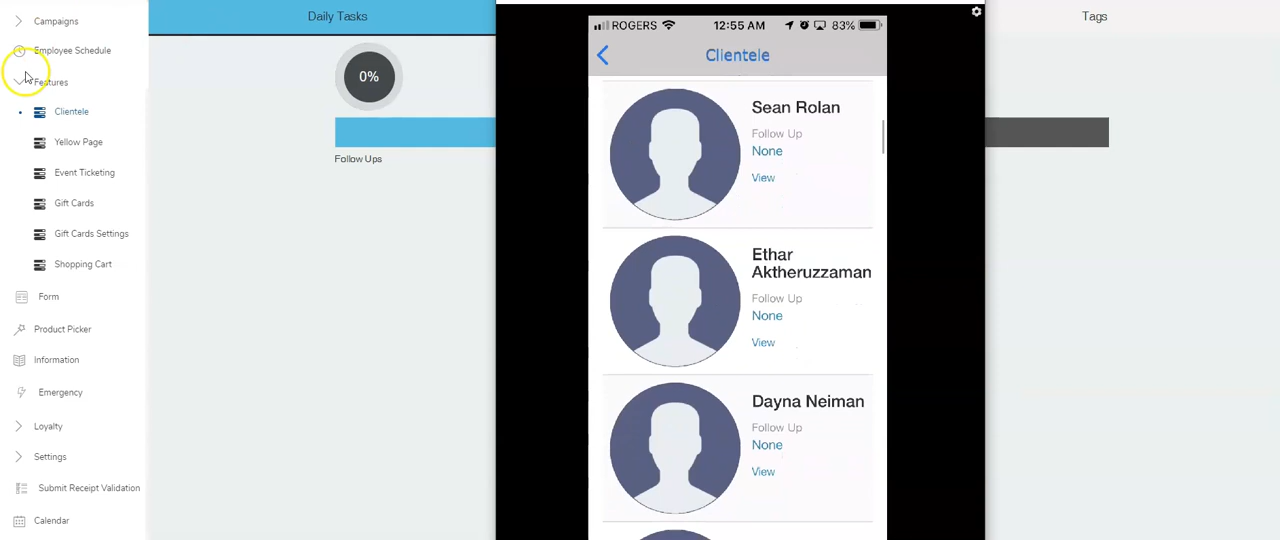 Campaigns
Employee Schedule
Features
Clientele
Yellow Page
Event Ticketing
Gift Cards
Gift Cards Settings
Shopping Cart
Form
Product Picker
Information
Emergency
Loyalty
Settings
Submit Receipt Validation
Calendar
Daily Tasks
0%
Follow Ups
ROGERS 12:55 AM 83%
Clientele
Sean Rolan
Follow Up
None
View
Ethar
Aktheruzzaman
Follow Up
None
View
Dayna Neiman
Follow Up
None
View
Tags